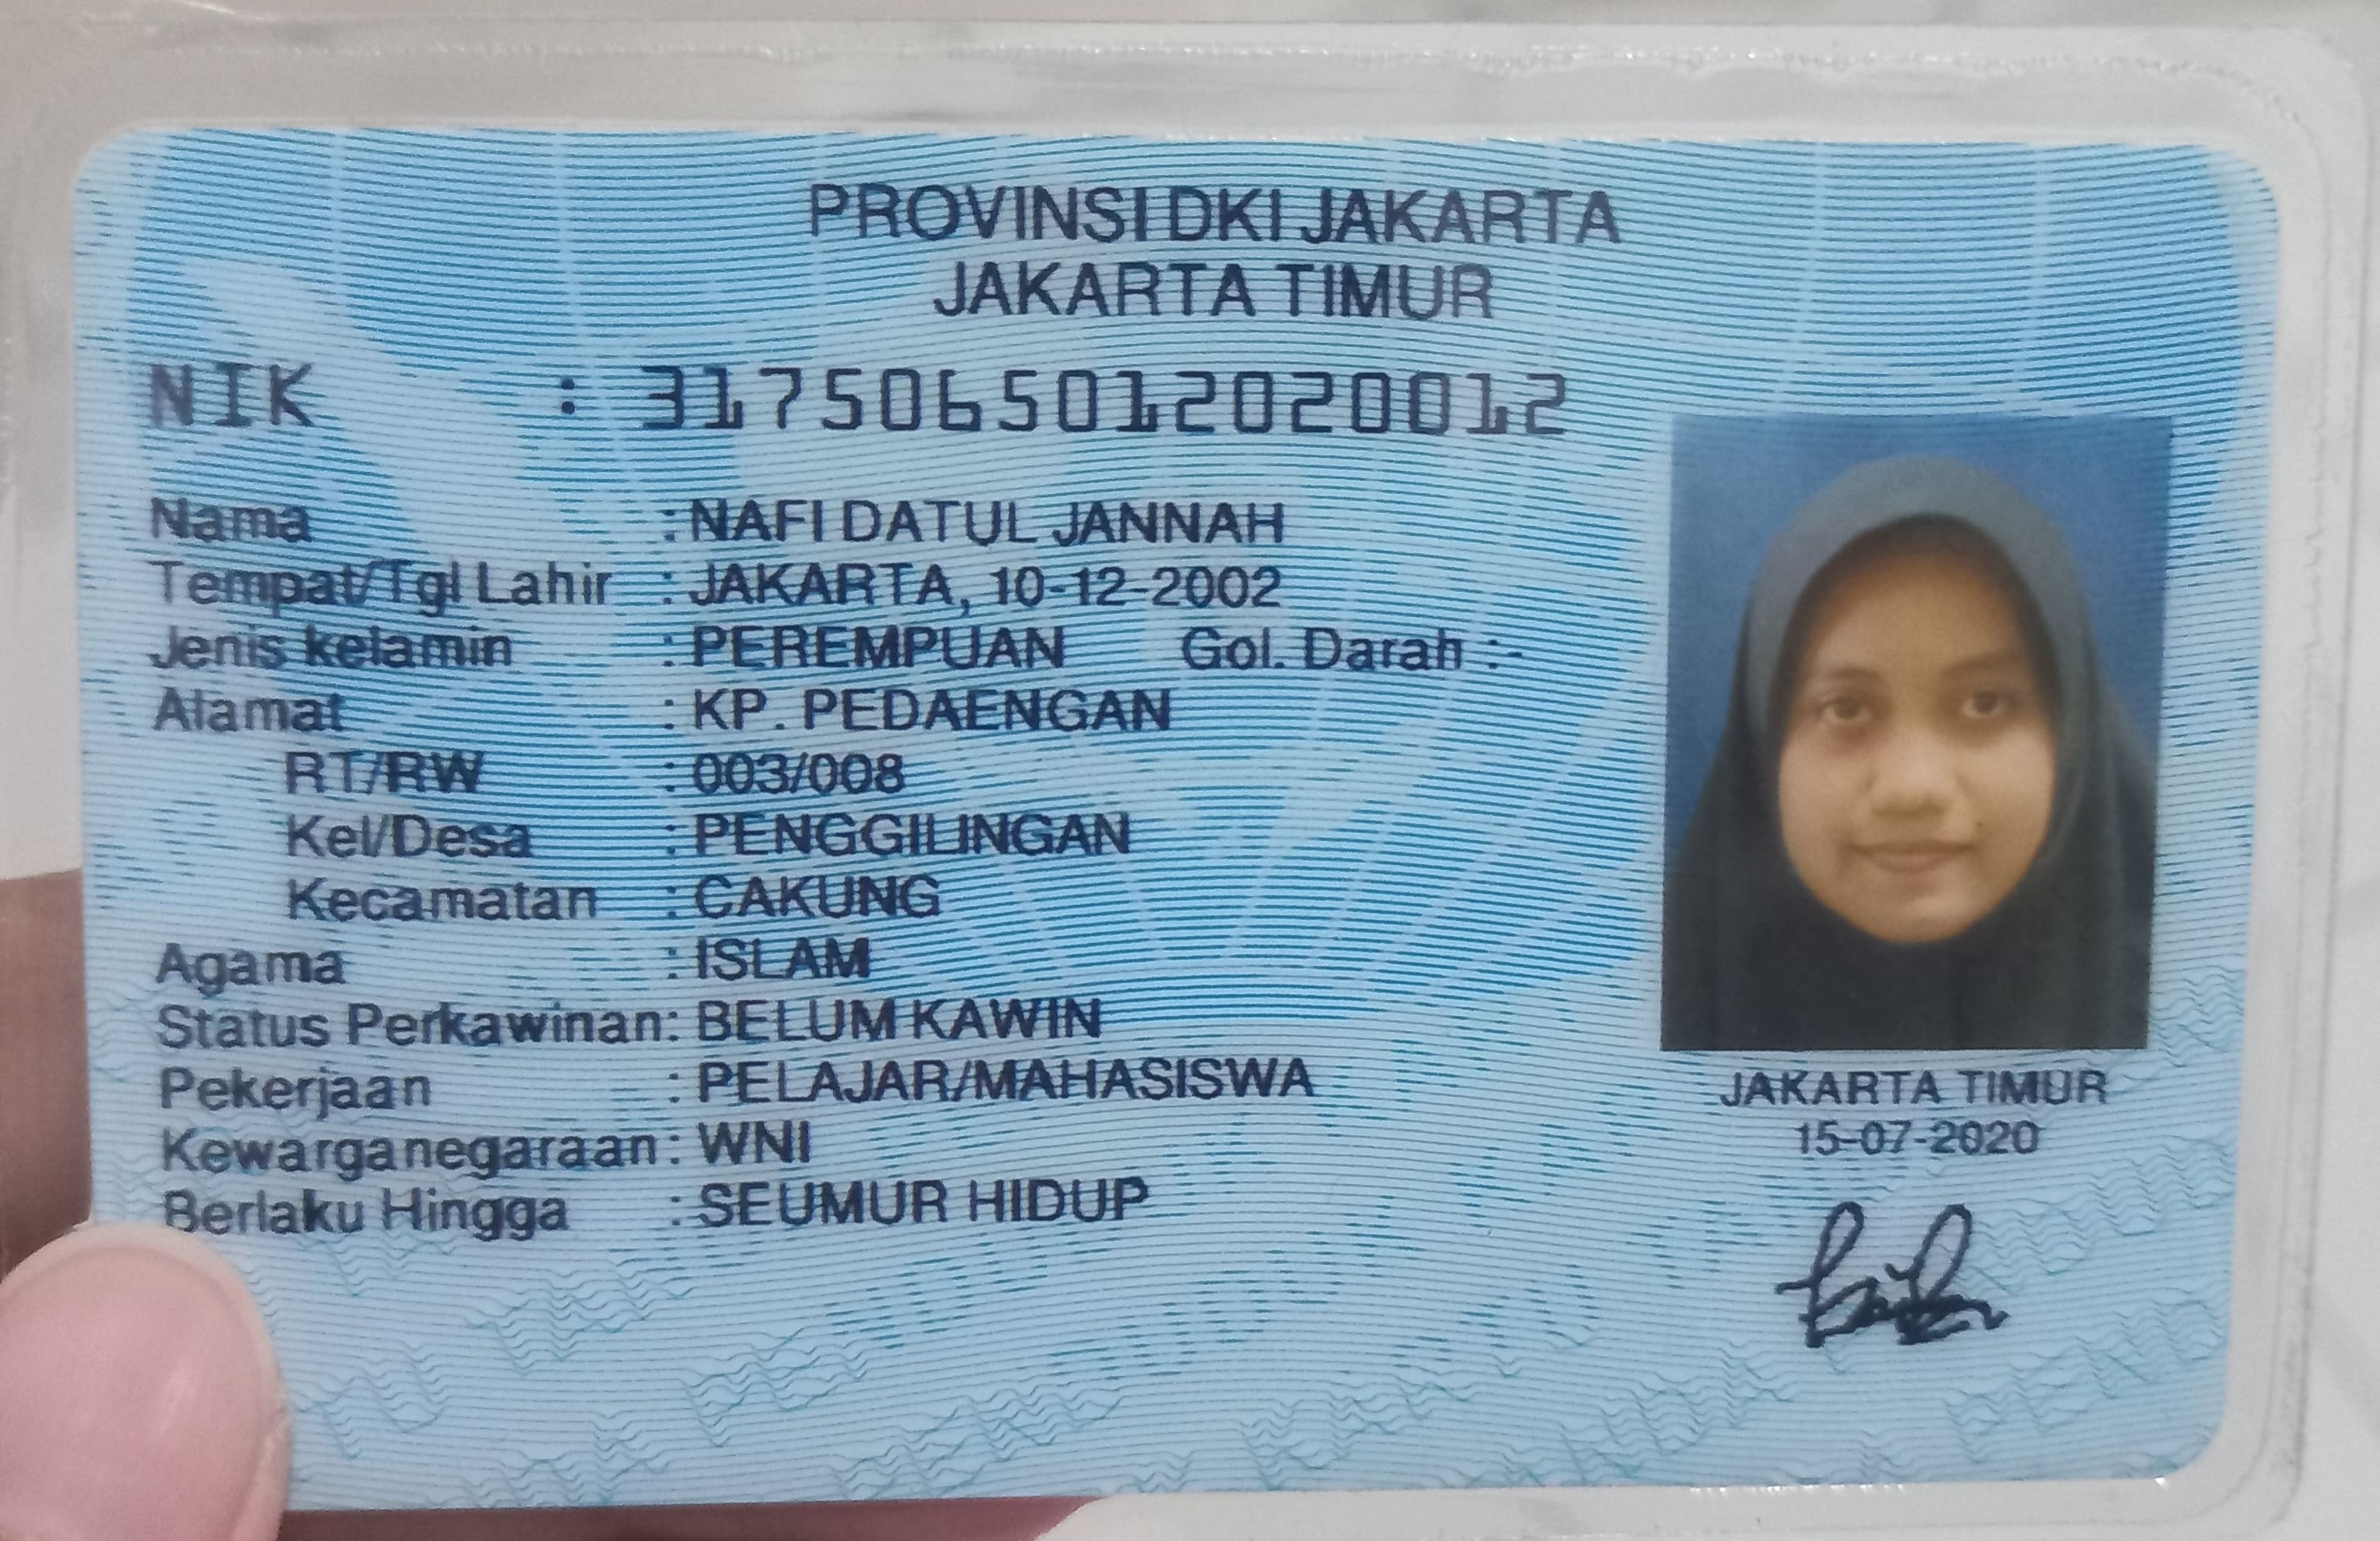 PROVINSI DKI JAKARTA
JAKARTA TIMUR
NIK : 3175065012020012
Nama : NAFI DATUL JANNAH
Tempat/Tgl Lahir : JAKARTA, 10-12-2002
Jenis kelamin : PEREMPUAN Gol. Darah :-
Alamat : KP. PEDAENGAN
RT/RW : 003/008
Kel/Desa : PENGGILINGAN
Kecamatan : CAKUNG
Agama : ISLAM
Status Perkawinan: BELUM KAWIN
Pekerjaan : PELAJAR/MAHASISWA
Kewarganegaraan: WNI
Berlaku Hingga : SEUMUR HIDUP
JAKARTA TIMUR
15-07-2020